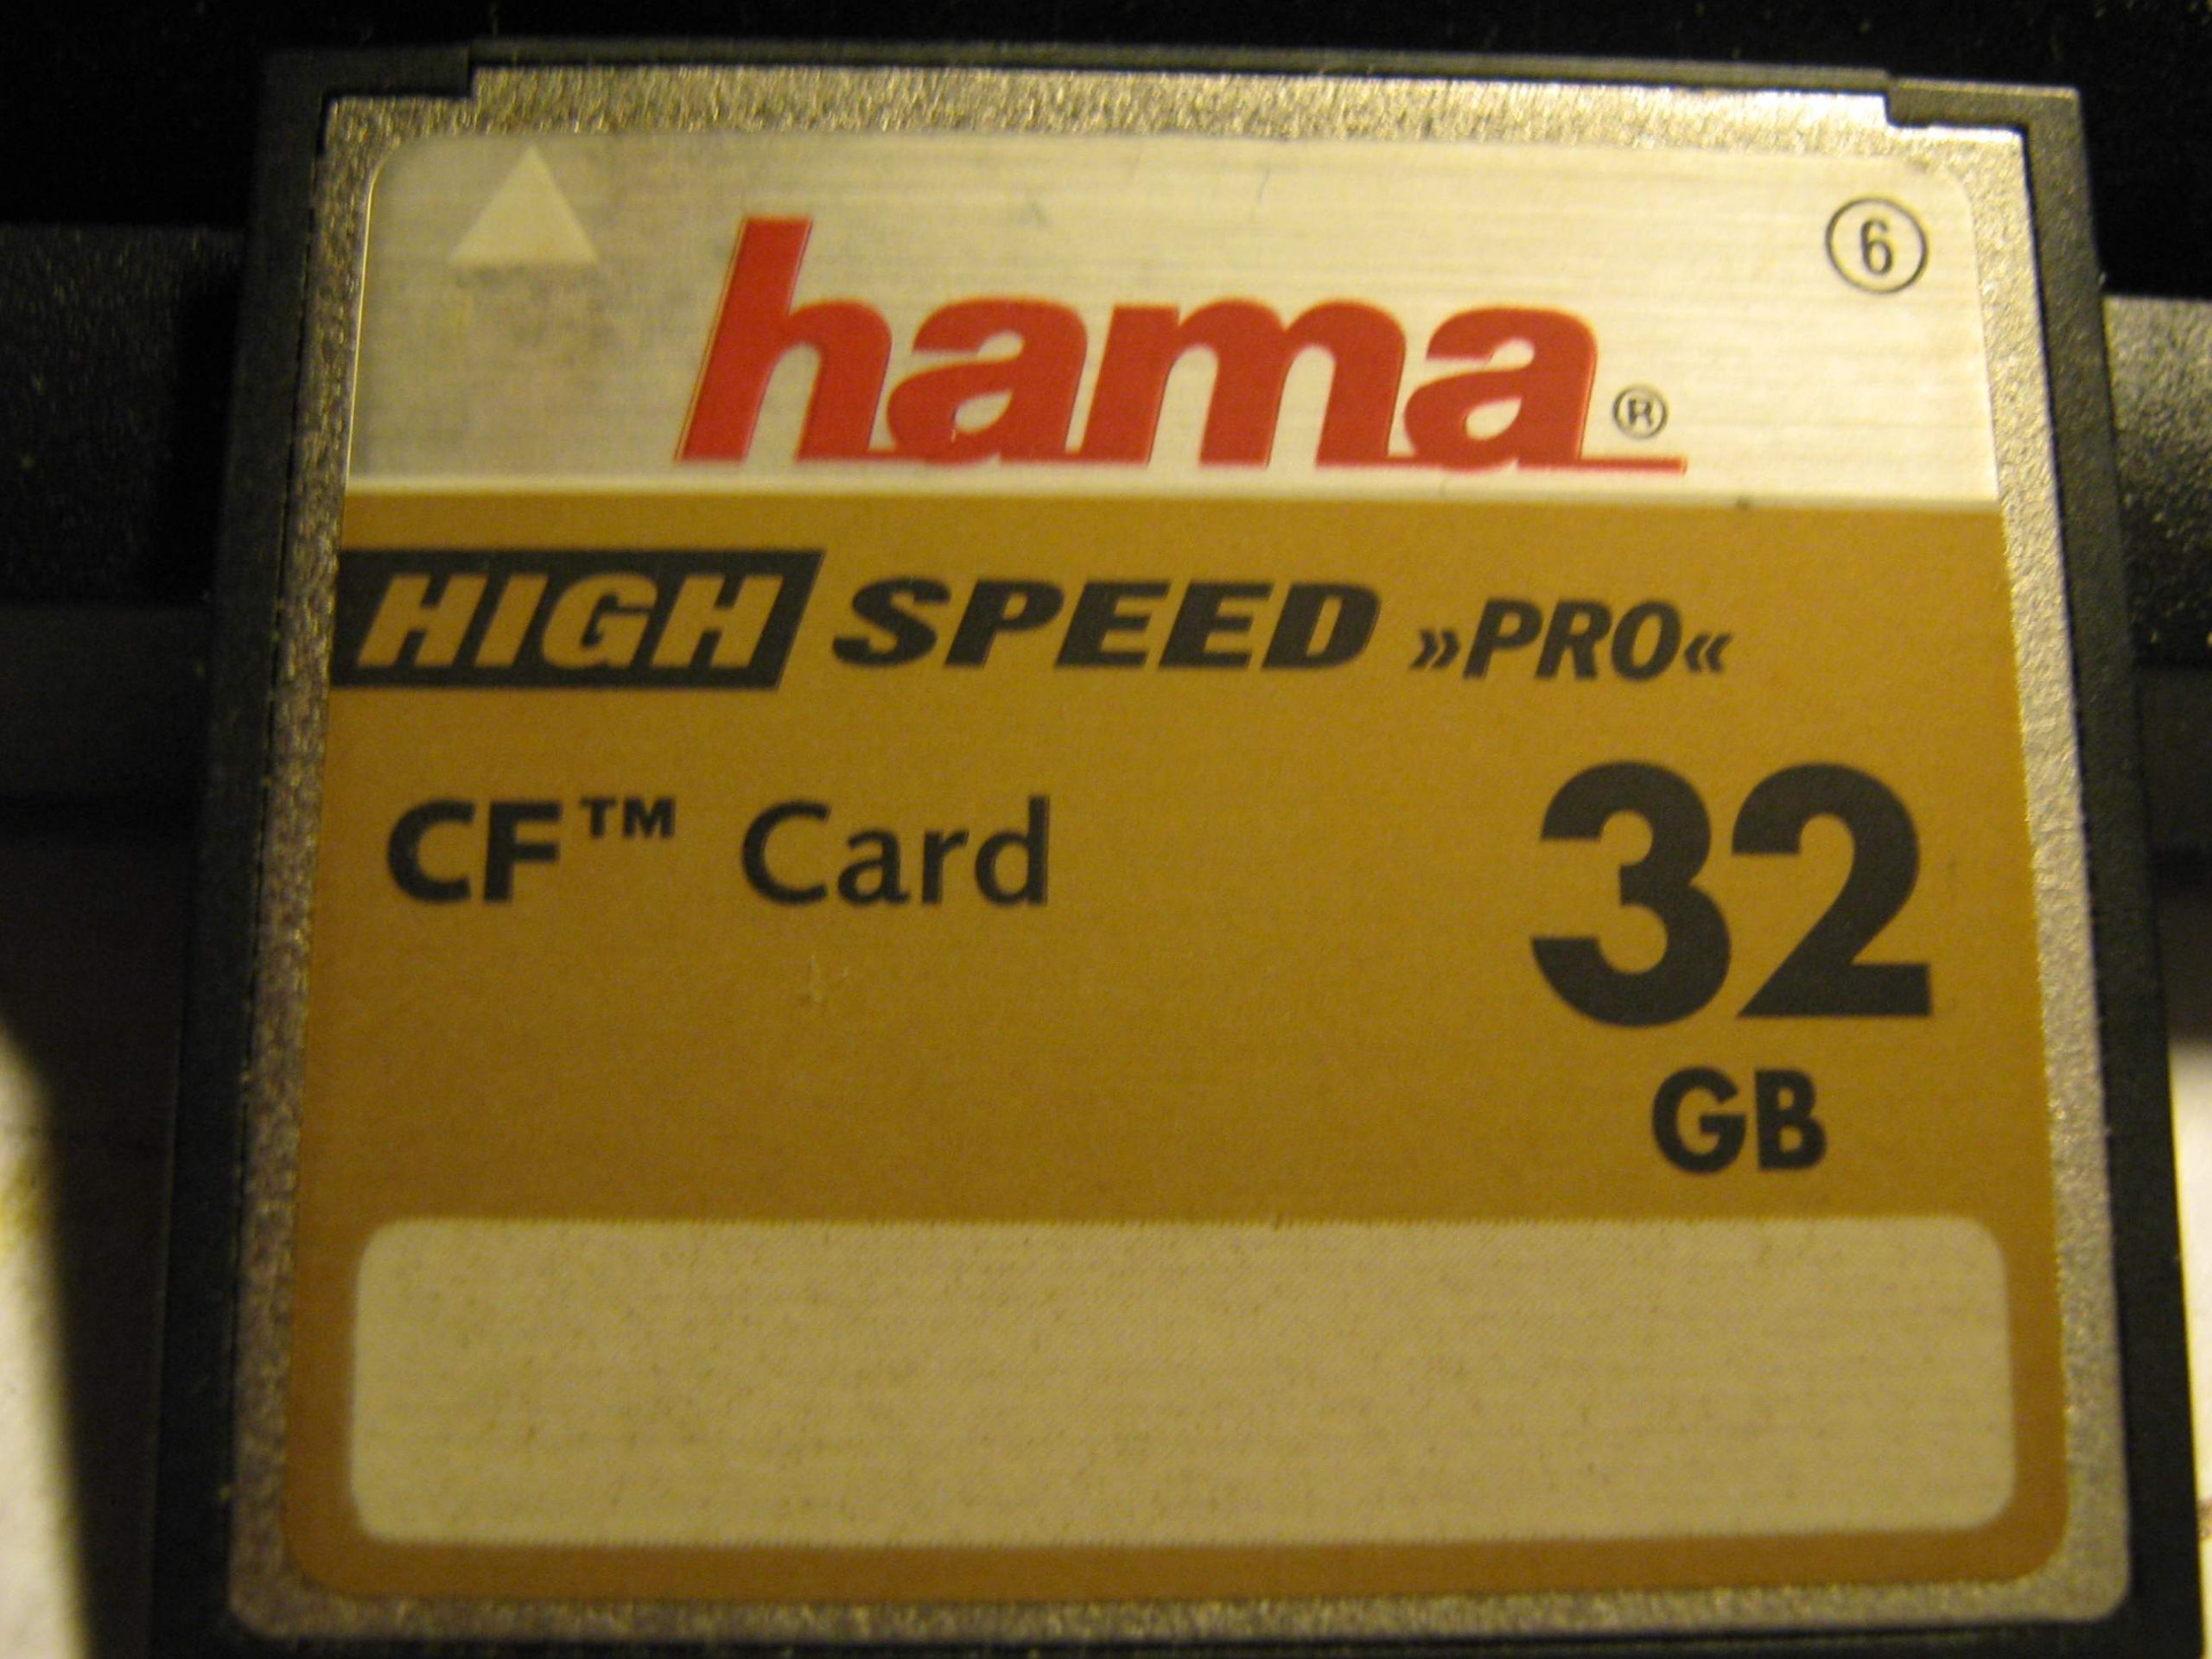 ⑥
hama®
HIGH SPEED »PRO«
CF™ Card
32
GB